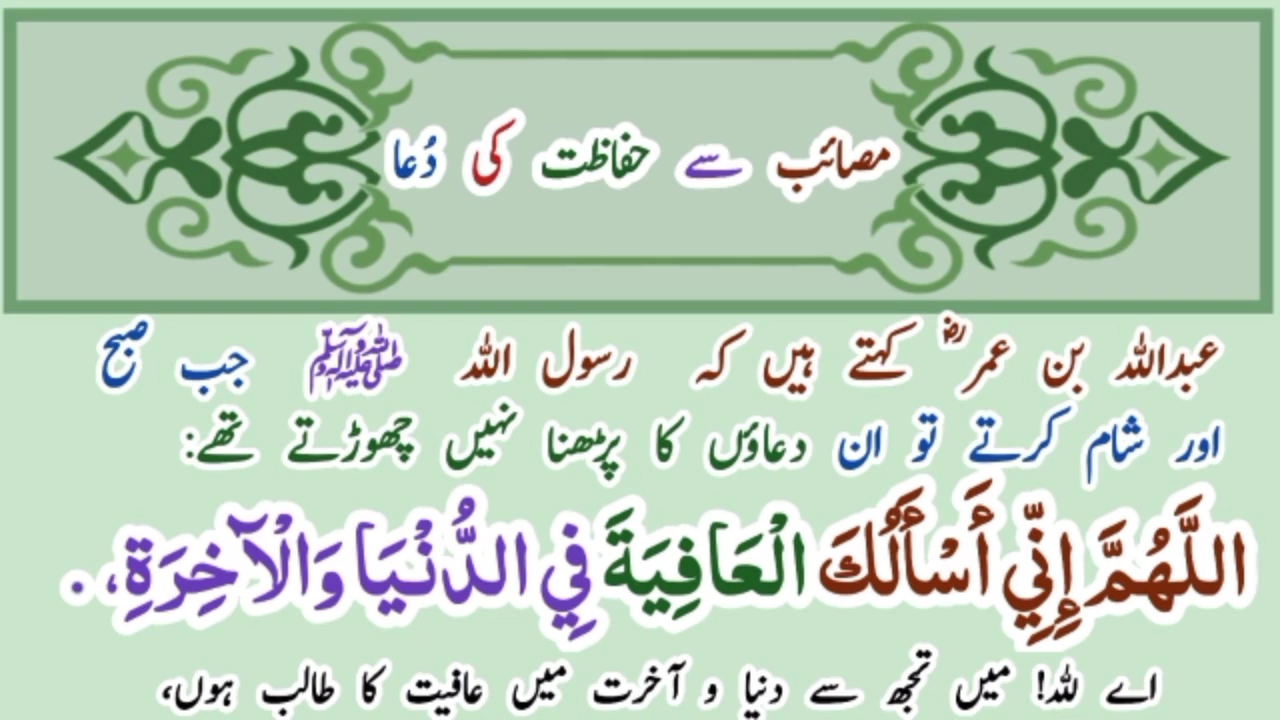 مصائب سے حفاظت کی دُعا
عبداللہ بن عمرؓ کہتے ہیں کہ رسول اللہ ﷺ جب صبح
اور شام کرتے تو ان دعاؤں کا پڑھنا نہیں چھوڑتے تھے:
اللَّهُمَّ إِنِّي أَسْأَلُكَ الْعَافِيَةَ فِي الدُّنْيَا وَالْآخِرَةِ، . .
اے للہ! میں تجھ سے دنیا و آخرت میں عافیت کا طالب ہوں،